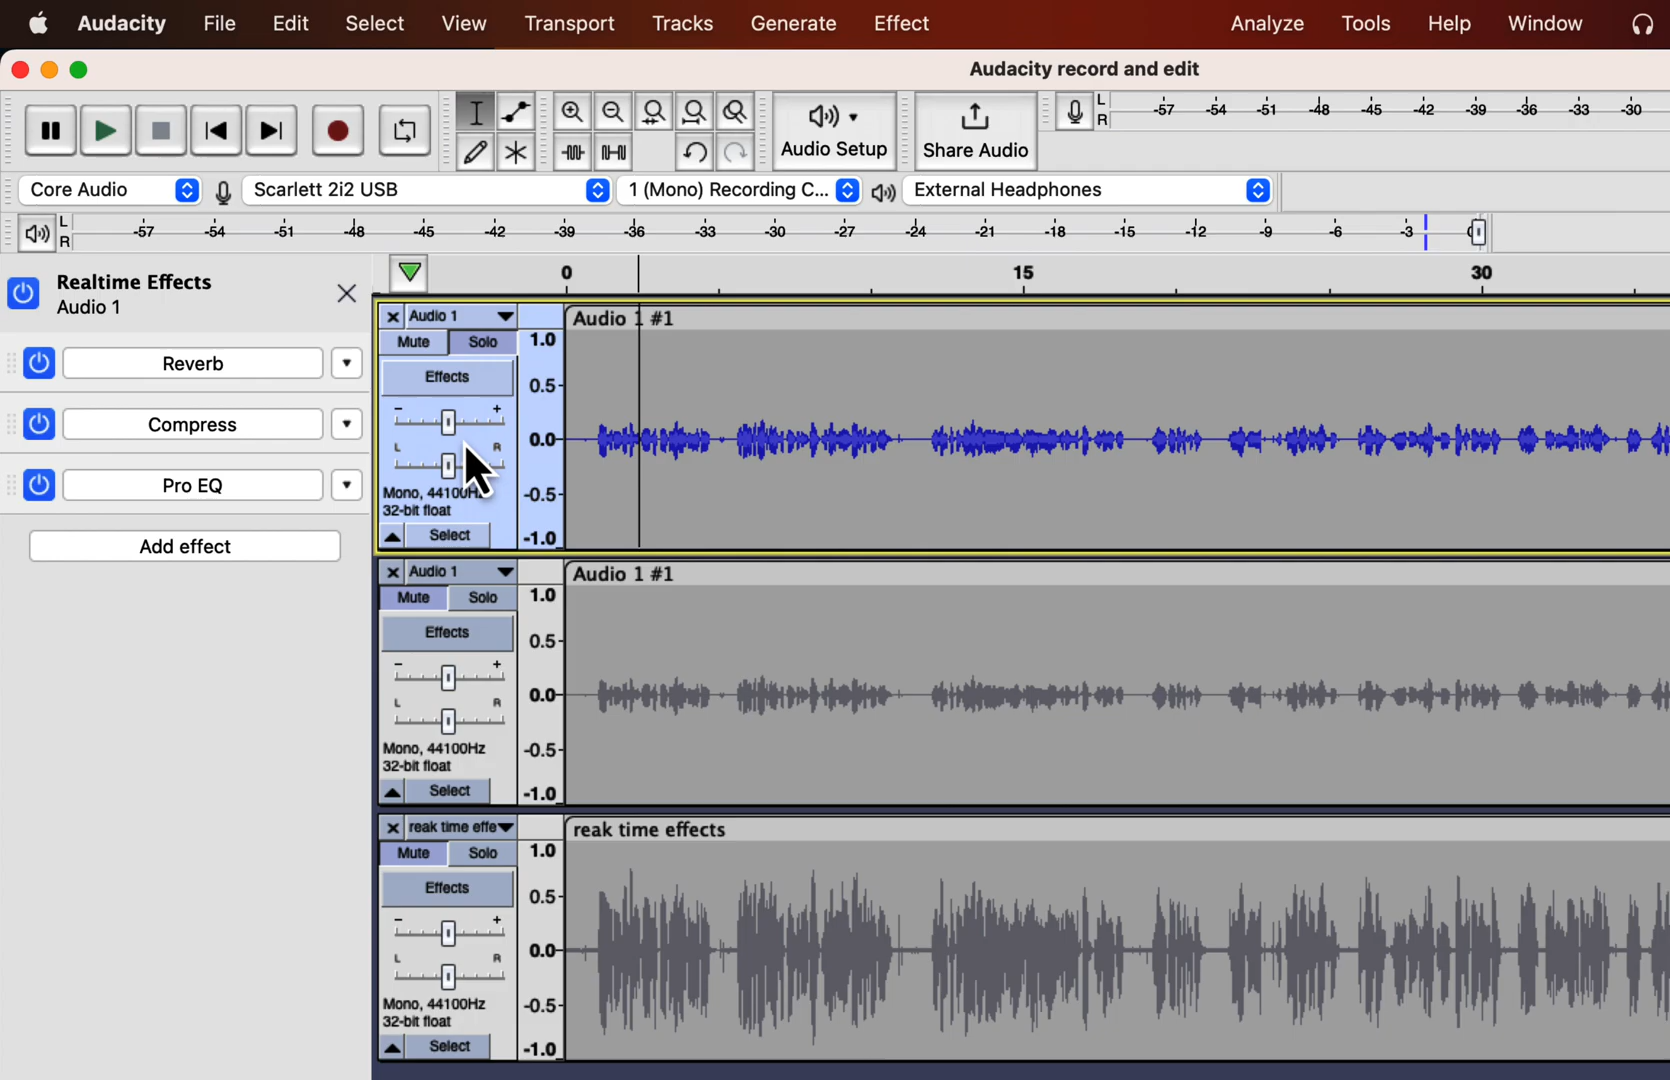 Audacity File Edit Select View Transport Tracks Generate Effect Analyze Tools Help Window
Audacity record and edit
Audio Setup
Share Audio
L
R
-57 -54 -51 -48 -45 -42 -39 -36 -33 -30
Core Audio
Scarlett 2i2 USB
1 (Mono) Recording C...
External Headphones
L
R
-57 -54 -51 -48 -45 -42 -39 -36 -33 -30 -27 -24 -21 -18 -15 -12 -9 -6 -3
Realtime Effects
Audio 1
Reverb
Compress
Pro EQ
Add effect
0 15 30
Audio 1
Mute Solo
Effects
- +
L R
Mono, 44100Hz
32-bit float
Select
1.0
0.5
0.0
-0.5
-1.0
Audio 1 #1
Audio 1
Mute Solo
Effects
- +
L R
Mono, 44100Hz
32-bit float
Select
1.0
0.5
0.0
-0.5
-1.0
Audio 1 #1
reak time effe
Mute Solo
Effects
- +
L R
Mono, 44100Hz
32-bit float
Select
1.0
0.5
0.0
-0.5
-1.0
reak time effects